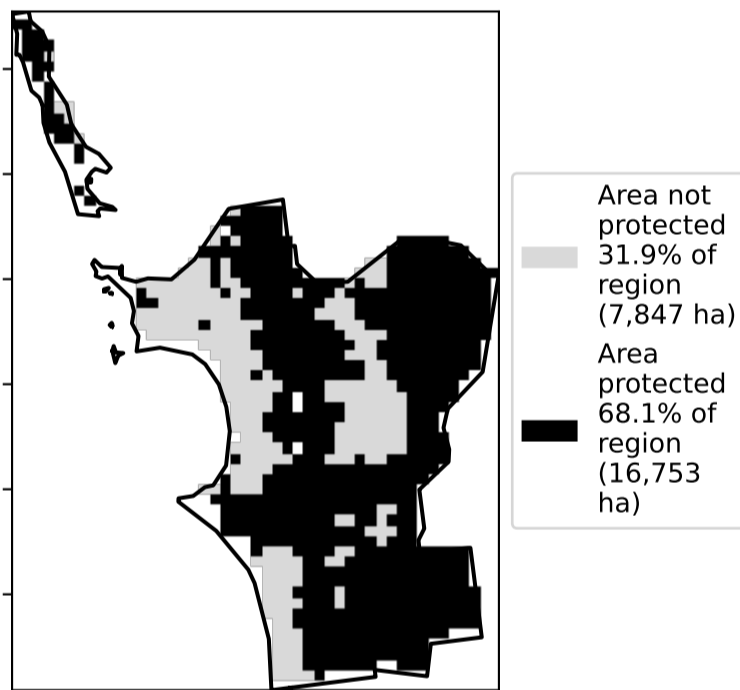 Area not
protected
31.9% of
region
(7,847 ha)
Area
protected
68.1% of
region
(16,753
ha)